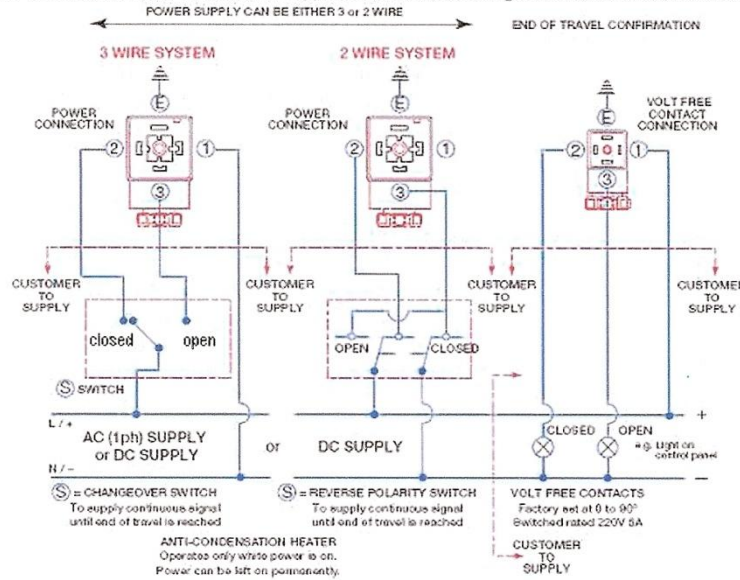 POWER SUPPLY CAN BE EITHER 3 or 2 WIRE
END OF TRAVEL CONFIRMATION
3 WIRE SYSTEM
2 WIRE SYSTEM
E
E
E
POWER CONNECTION
POWER CONNECTION
VOLT FREE CONTACT CONNECTION
2
1
3
2
1
3
2
1
3
CUSTOMER TO SUPPLY
CUSTOMER TO SUPPLY
CUSTOMER TO SUPPLY
CUSTOMER TO SUPPLY
closed
open
OPEN
CLOSED
S SWITCH
L / +
+
AC (1ph) SUPPLY
or DC SUPPLY
or
DC SUPPLY
CLOSED
OPEN
e.g. Light on
control panel
N / -
-
S = CHANGEOVER SWITCH
To supply continuous signal
until end of travel is reached
S = REVERSE POLARITY SWITCH
To supply continuous signal
until end of travel is reached
VOLT FREE CONTACTS
Factory set at 0 to 90°
Switched rated 220V 5A
ANTI-CONDENSATION HEATER
Operates only while power is on.
Power can be left on permanently.
CUSTOMER
TO
SUPPLY